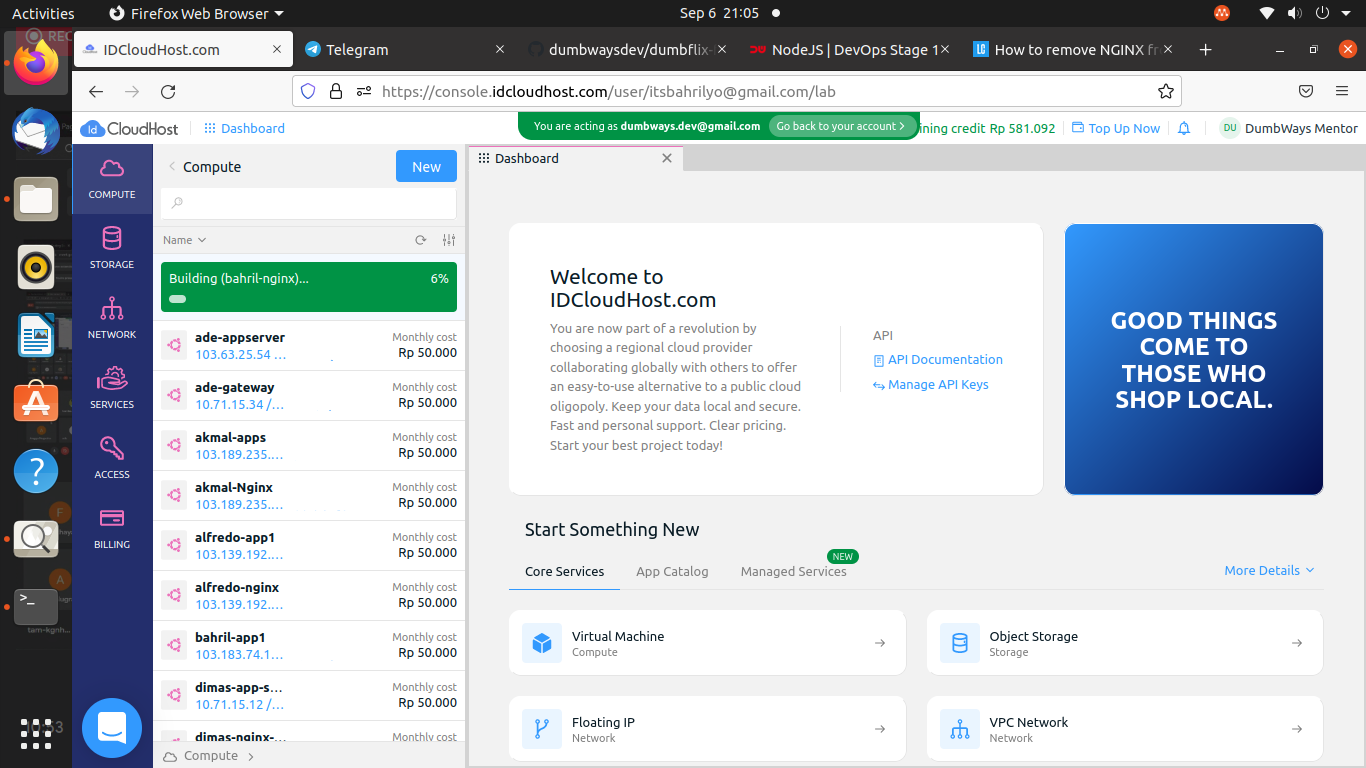 Activities
Firefox Web Browser
Sep 6 21:05
REC
IDCloudHost.com
Telegram
dumbwaysdev/dumbflix-
NodeJS | DevOps Stage 1
How to remove NGINX fr
https://console.idcloudhost.com/user/itsbahrilyo@gmail.com/lab
Id CloudHost
Dashboard
You are acting as dumbways.dev@gmail.com
Go back to your account
ining credit Rp 581.092
Top Up Now
DU
DumbWays Mentor
COMPUTE
STORAGE
NETWORK
SERVICES
ACCESS
BILLING
Compute
New
Name
Building (bahril-nginx)...
6%
ade-appserver
Monthly cost
103.63.25.54 ...
Rp 50.000
ade-gateway
Monthly cost
10.71.15.34 /...
Rp 50.000
akmal-apps
Monthly cost
103.189.235....
Rp 50.000
akmal-Nginx
Monthly cost
103.189.235....
Rp 50.000
alfredo-app1
Monthly cost
103.139.192....
Rp 50.000
alfredo-nginx
Monthly cost
103.139.192....
Rp 50.000
bahril-app1
Monthly cost
103.183.74.1...
Rp 50.000
dimas-app-s...
Monthly cost
10.71.15.12 /...
Rp 50.000
dimas-nginx-...
Monthly cost
Compute
Dashboard
Welcome to
IDCloudHost.com
You are now part of a revolution by
choosing a regional cloud provider
collaborating globally with others to offer
an easy-to-use alternative to a public cloud
oligopoly. Keep your data local and secure.
Fast and personal support. Clear pricing.
Start your best project today!
API
API Documentation
Manage API Keys
GOOD THINGS
COME TO
THOSE WHO
SHOP LOCAL.
Start Something New
Core Services
App Catalog
Managed Services
NEW
More Details
Virtual Machine
Compute
Object Storage
Storage
Floating IP
Network
VPC Network
Network